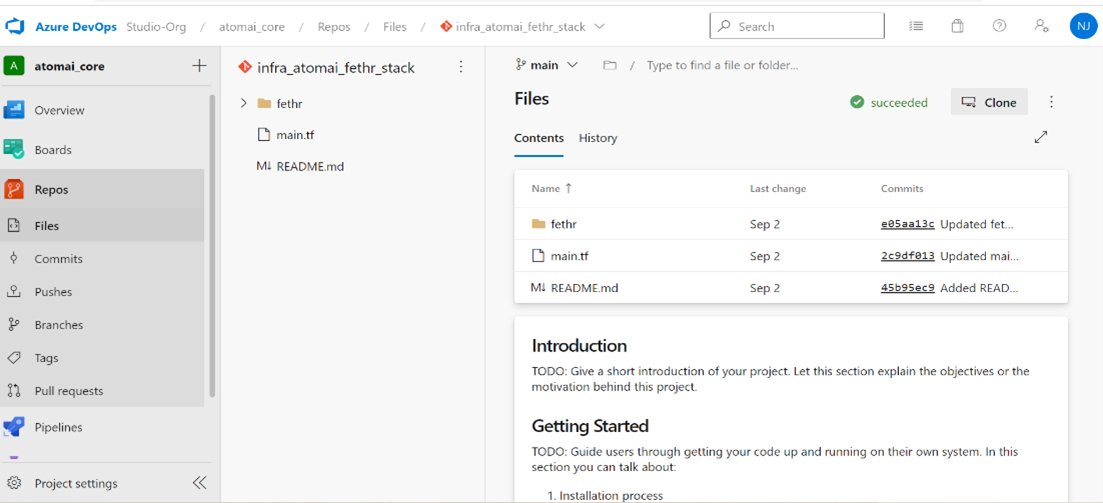 Azure DevOps Studio-Org / atomai_core / Repos / Files / infra_atomai_fethr_stack Search NJ
A atomai_core +
Overview
Boards
Repos
Files
Commits
Pushes
Branches
Tags
Pull requests
Pipelines
Project settings
infra_atomai_fethr_stack
fethr
main.tf
M↓ README.md
main / Type to find a file or folder...
Files succeeded Clone
Contents History
Name ↑ Last change Commits
fethr Sep 2 e05aa13c Updated fet...
main.tf Sep 2 2c9df013 Updated mai...
M↓ README.md Sep 2 45b95ec9 Added READ...
Introduction
TODO: Give a short introduction of your project. Let this section explain the objectives or the
motivation behind this project.
Getting Started
TODO: Guide users through getting your code up and running on their own system. In this
section you can talk about:
1. Installation process